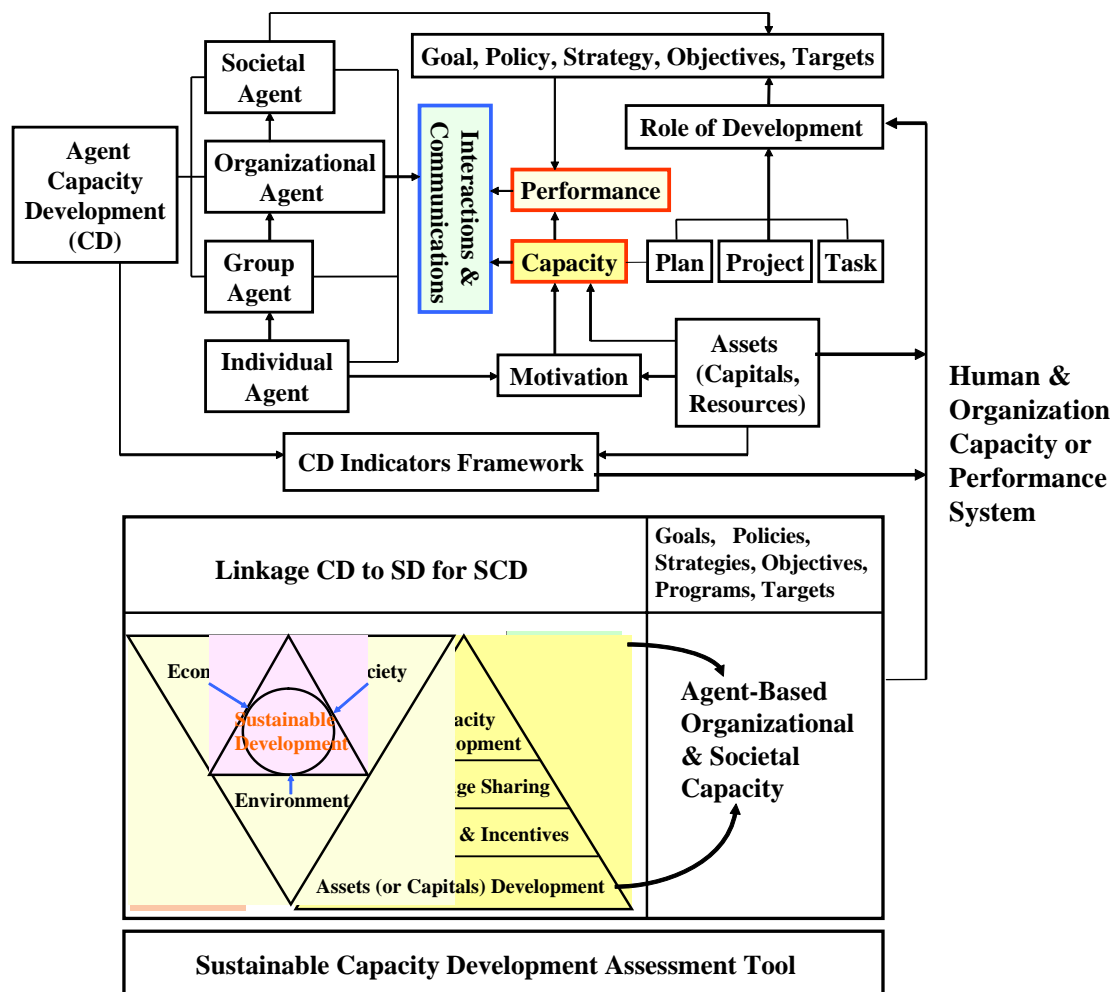 Societal
Agent
Goal, Policy, Strategy, Objectives, Targets
Role of Development
Agent
Capacity
Development
(CD)
Organizational
Agent
Interactions &
Communications
Performance
Group
Agent
Capacity
Plan
Project
Task
Individual
Agent
Motivation
Assets
(Capitals,
Resources)
Human &
Organization
Capacity or
Performance
System
CD Indicators Framework
Linkage CD to SD for SCD
Goals, Policies,
Strategies, Objectives,
Programs, Targets
Sustainable
Development
Environment
Sharing
& Incentives
Assets (or Capitals) Development
Agent-Based
Organizational
& Societal
Capacity
Sustainable Capacity Development Assessment Tool